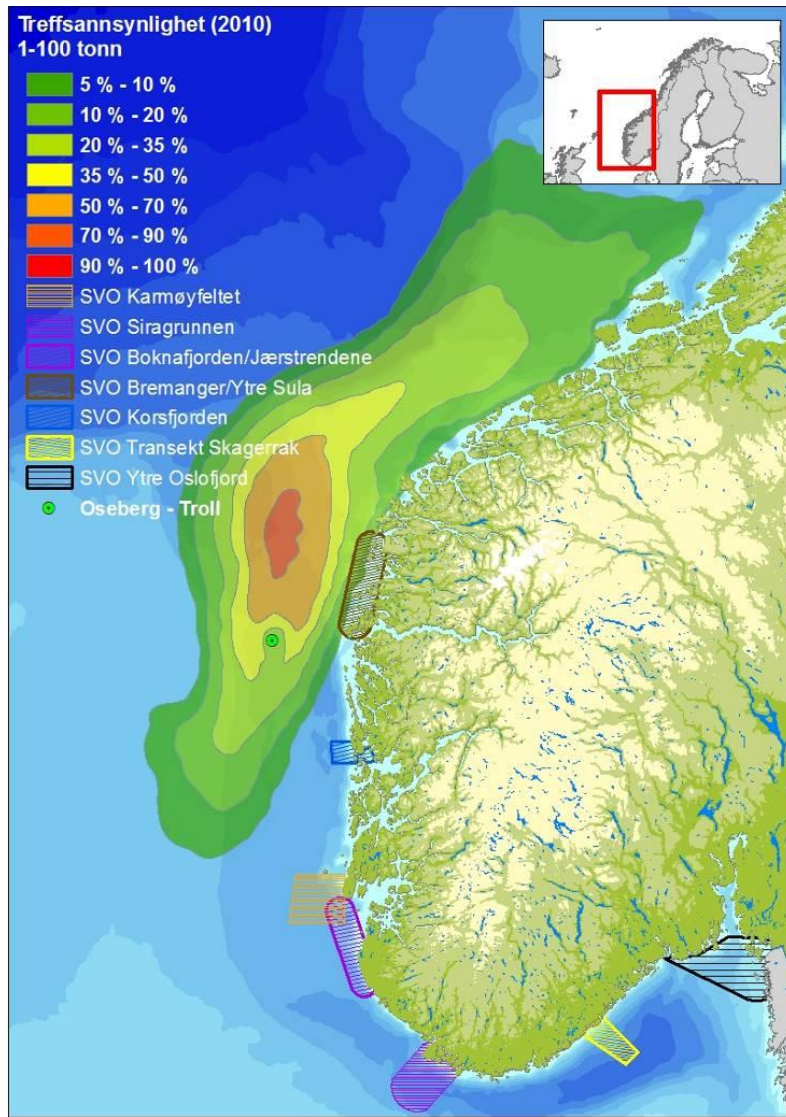 Treffsannsynlighet (2010)
1-100 tonn
5 % - 10 %
10 % - 20 %
20 % - 35 %
35 % - 50 %
50 % - 70 %
70 % - 90 %
90 % - 100 %
SVO Karmøyfeltet
SVO Siragrunnen
SVO Boknafjorden/Jærstrendene
SVO Bremanger/Ytre Sula
SVO Korsfjorden
SVO Transekt Skagerrak
SVO Ytre Oslofjord
Oseberg - Troll